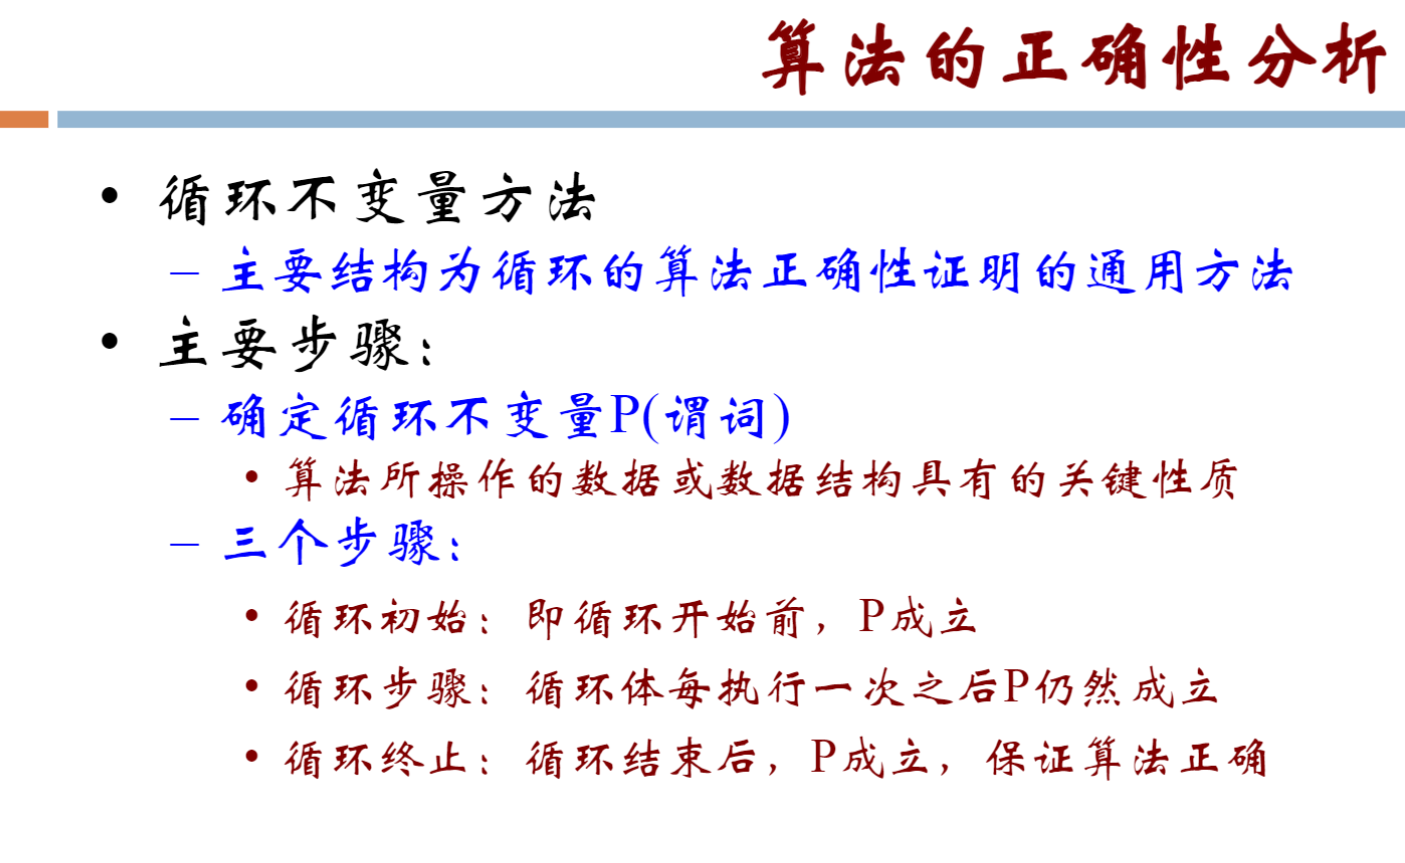 算法的正确性分析
• 循环不变量方法
– 主要结构为循环的算法正确性证明的通用方法
• 主要步骤：
– 确定循环不变量P(谓词)
• 算法所操作的数据或数据结构具有的关键性质
– 三个步骤：
• 循环初始：即循环开始前，P成立
• 循环步骤：循环体每执行一次之后P仍然成立
• 循环终止：循环结束后，P成立，保证算法正确